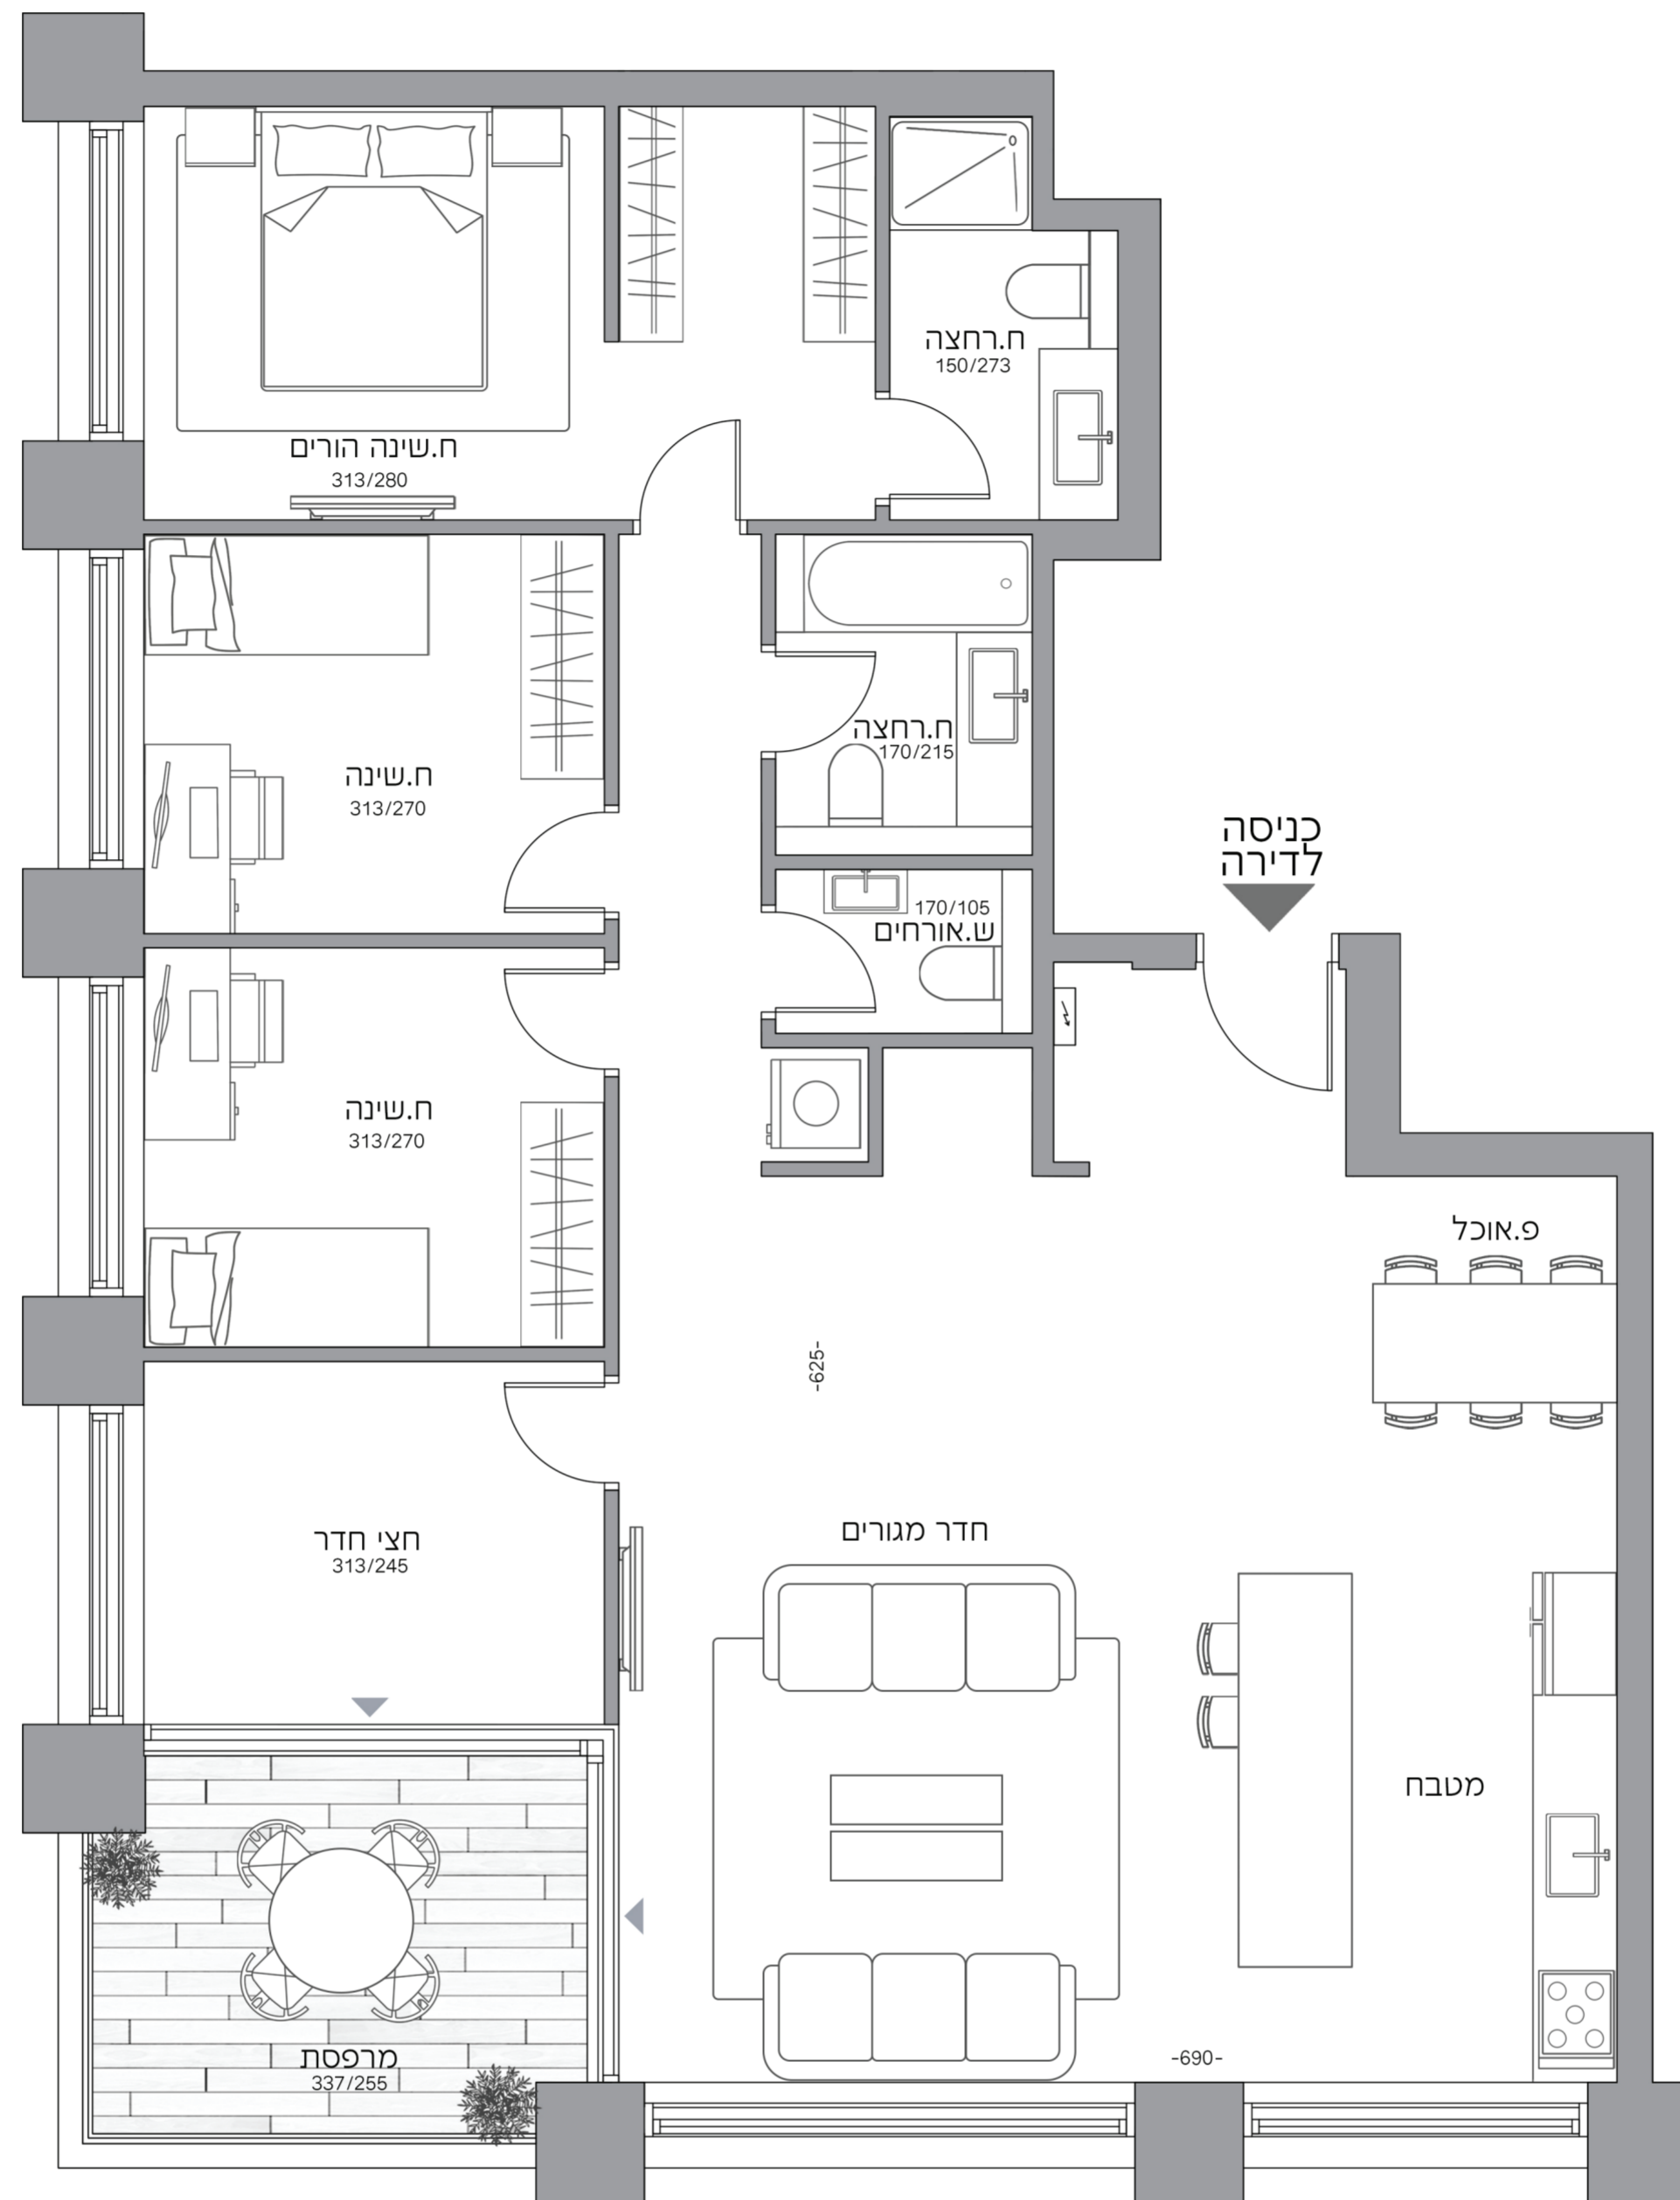 ח.רחצה
150/273
ח.שינה הורים
313/280
ח.רחצה
170/215
ח.שינה
313/270
כניסה
לדירה
170/105
ש.אורחים
ח.שינה
313/270
פ.אוכל
-625-
חדר מגורים
חצי חדר
313/245
מטבח
מרפסת
337/255
-690-